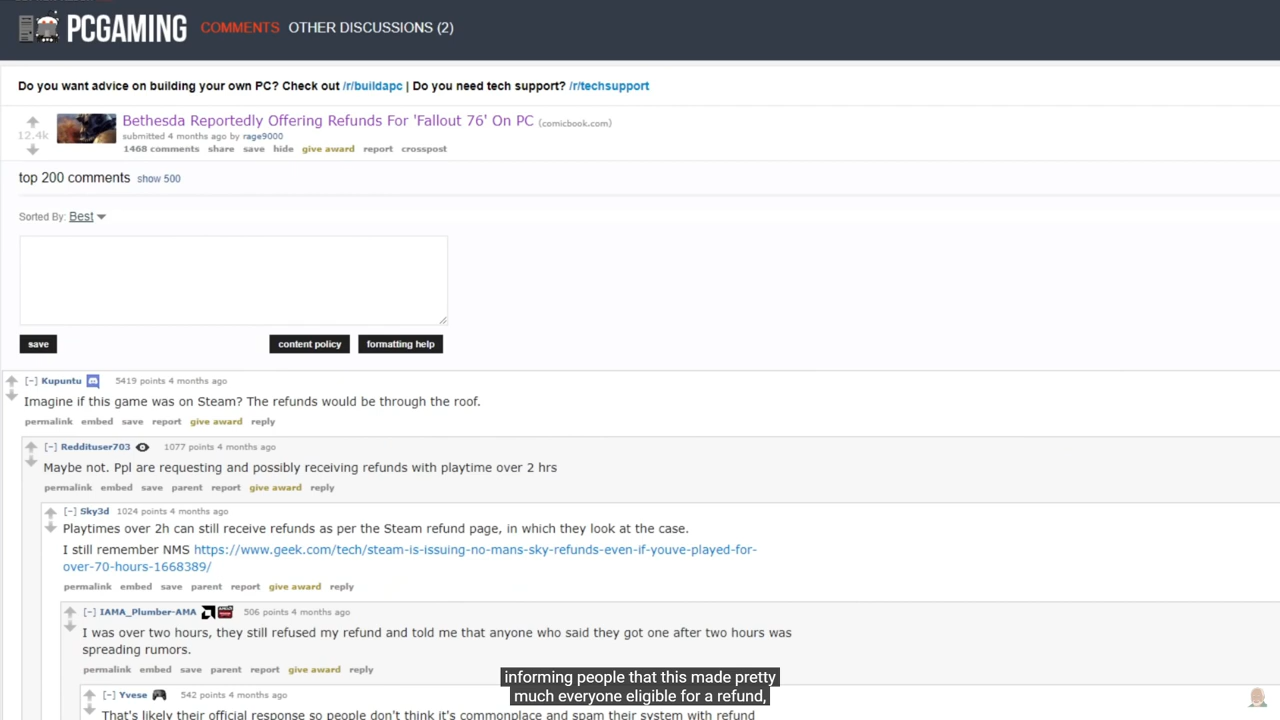 PCGAMING COMMENTS OTHER DISCUSSIONS (2)
Do you want advice on building your own PC? Check out /r/buildapc | Do you need tech support? /r/techsupport
Bethesda Reportedly Offering Refunds For 'Fallout 76' On PC (comicbook.com)
12.4k
submitted 4 months ago by rage9000
1468 comments share save hide give award report crosspost
top 200 comments show 500
Sorted By: Best
save content policy formatting help
[-] Kupuntu 5419 points 4 months ago
Imagine if this game was on Steam? The refunds would be through the roof.
permalink embed save report give award reply
[-] Reddituser703 1077 points 4 months ago
Maybe not. Ppl are requesting and possibly receiving refunds with playtime over 2 hrs
permalink embed save parent report give award reply
[-] Sky3d 1024 points 4 months ago
Playtimes over 2h can still receive refunds as per the Steam refund page, in which they look at the case.
I still remember NMS https://www.geek.com/tech/steam-is-issuing-no-mans-sky-refunds-even-if-youve-played-for-
over-70-hours-1668389/
permalink embed save parent report give award reply
[-] IAMA_Plumber-AMA 506 points 4 months ago
I was over two hours, they still refused my refund and told me that anyone who said they got one after two hours was
spreading rumors.
permalink embed save parent report give award reply
informing people that this made pretty
much everyone eligible for a refund,
[-] Yvese 542 points 4 months ago
That's likely their official response so people don't think it's commonplace and spam their system with refund